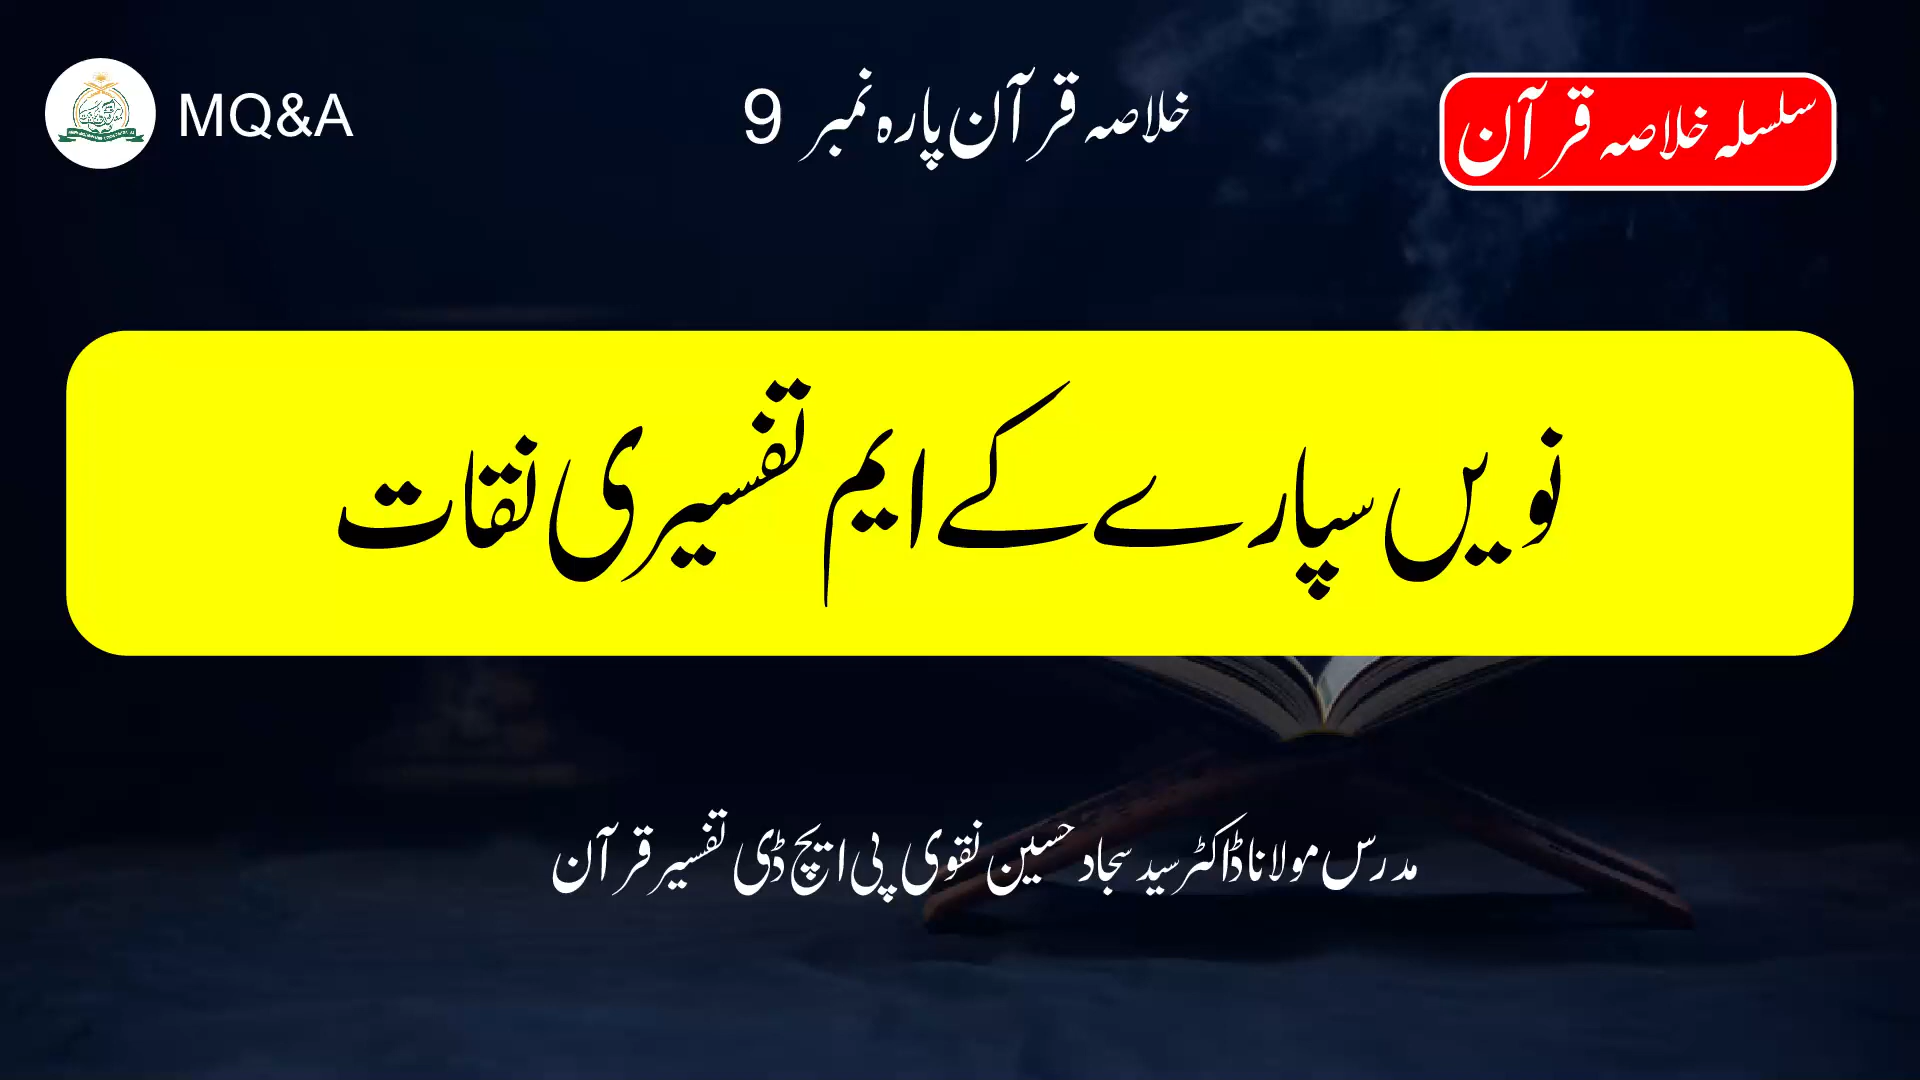 MQ&A
خلاصہ قرآن پارہ نمبر 9
سلسلہ خلاصہ قرآن
نویں سپارے کے ایم تفسیری نقات
مدرس مولانا ڈاکٹر سید سجاد حسین نقوی پی ایچ ڈی تفسیر قرآن